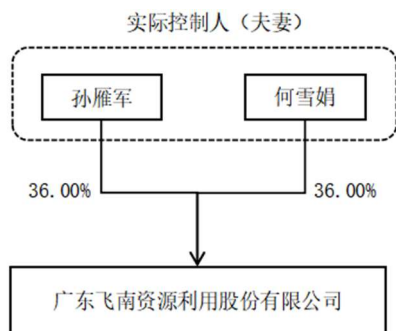 实际控制人（夫妻）
孙雁军
何雪娟
36.00%
36.00%
广东飞南资源利用股份有限公司